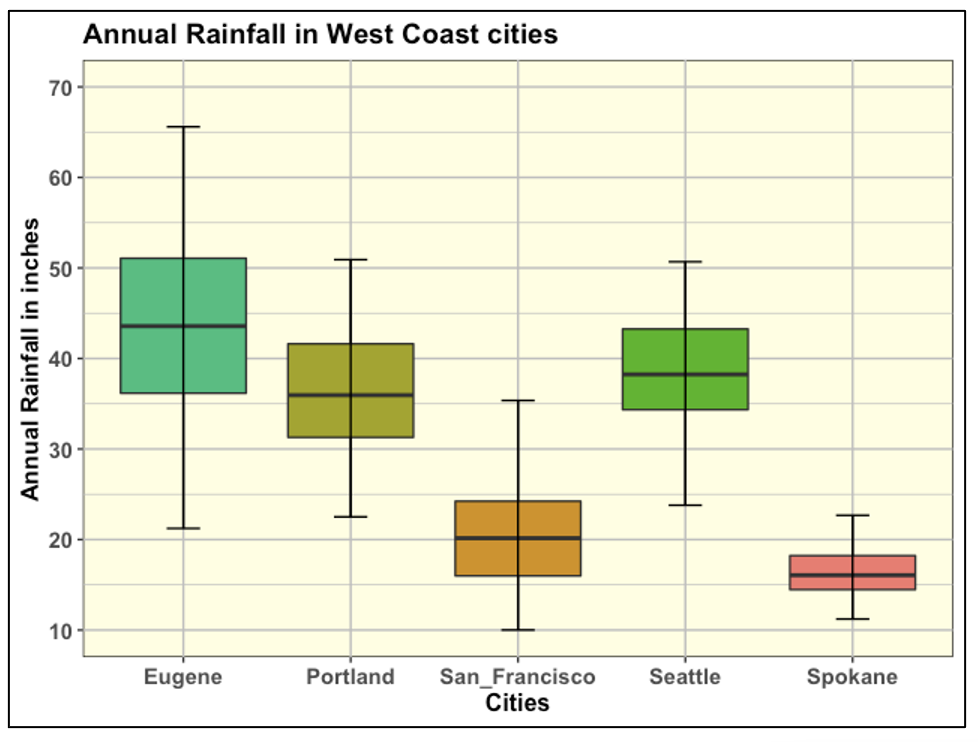 Annual Rainfall in West Coast cities
Annual Rainfall in inches
70
60
50
40
30
20
10
Eugene Portland San_Francisco Seattle Spokane
Cities